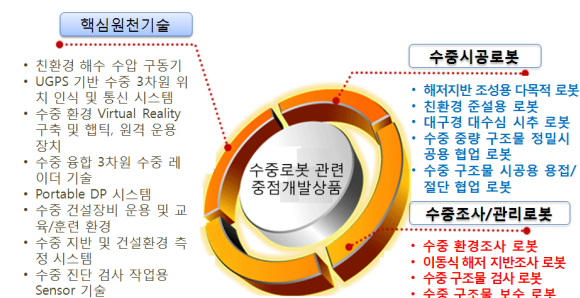 핵심원천기술
• 친환경 해수 수압 구동기
• UGPS 기반 수중 3차원 위
치 인식 및 통신 시스템
• 수중 환경 Virtual Reality
구축 및 햅틱, 원격 운용
장치
• 수중 융합 3차원 수중 레
이더 기술
• Portable DP 시스템
• 수중 건설장비 운용 및 교
육/훈련 환경
• 수중 지반 및 건설환경 측
정 시스템
• 수중 진단 검사 작업용
Sensor 기술
수중로봇 관련
중점개발상품
수중시공로봇
• 해저지반 조성용 다목적 로봇
• 친환경 준설용 로봇
• 대구경 대수심 시추 로봇
• 수중 중량 구조물 정밀시
공용 협업 로봇
• 수중 구조물 시공용 용접/
절단 협업 로봇
수중조사/관리로봇
• 수중 환경조사 로봇
• 이동식 해저 지반조사 로봇
• 수중 구조물 검사 로봇
• 수중 구조물 보수 로봇